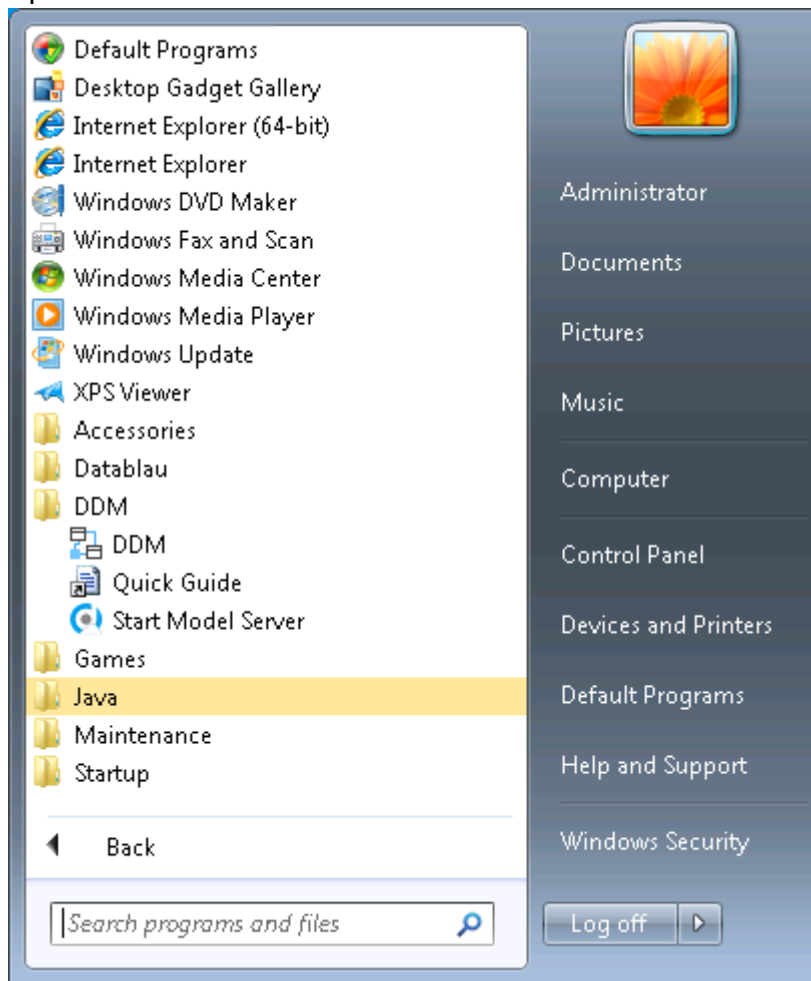 Default Programs
Desktop Gadget Gallery
Internet Explorer (64-bit)
Internet Explorer
Windows DVD Maker
Windows Fax and Scan
Windows Media Center
Windows Media Player
Windows Update
XPS Viewer
Accessories
Datablau
DDM
DDM
Quick Guide
Start Model Server
Games
Java
Maintenance
Startup
Back
Search programs and files
Administrator
Documents
Pictures
Music
Computer
Control Panel
Devices and Printers
Default Programs
Help and Support
Windows Security
Log off